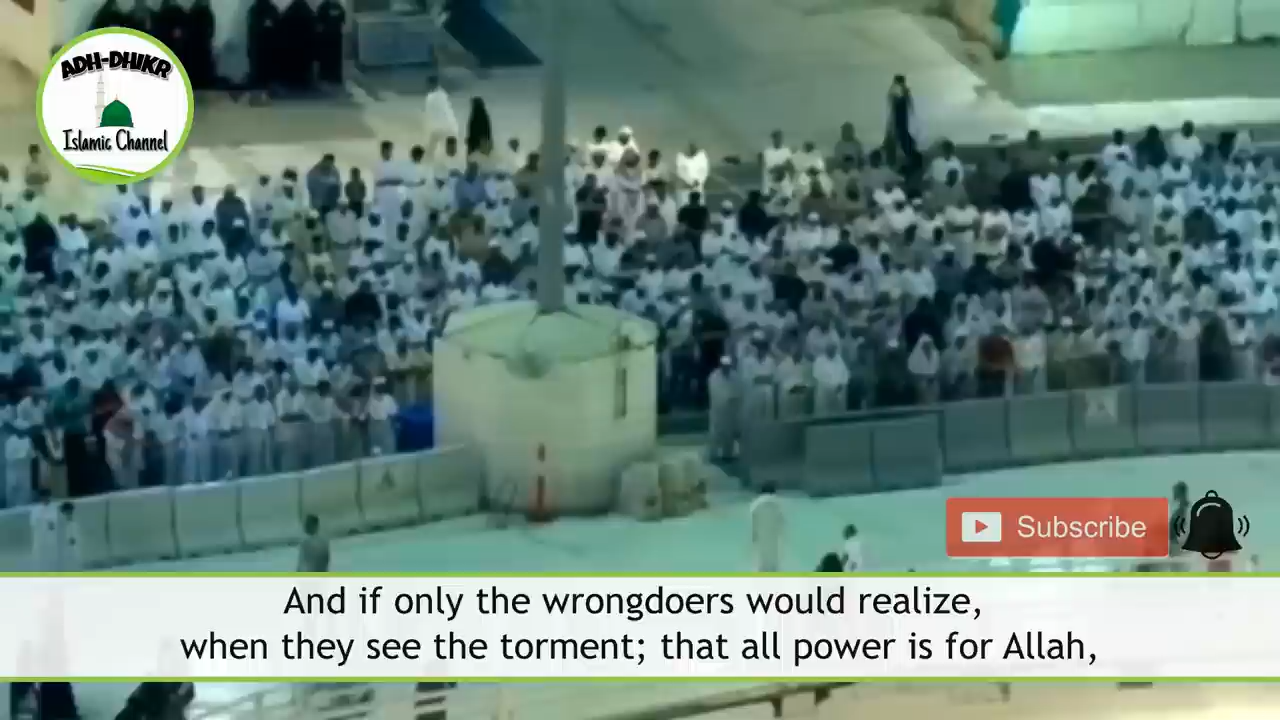 ADH-DHIKR
Islamic Channel
Subscribe
And if only the wrongdoers would realize,
when they see the torment; that all power is for Allah,